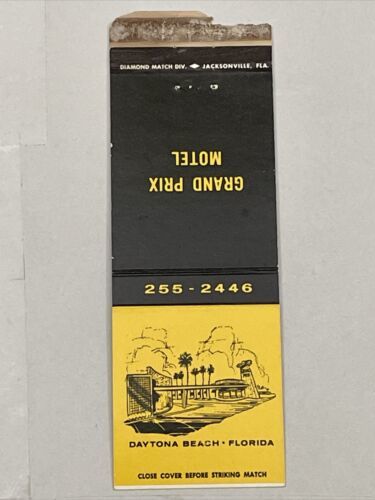 DIAMOND MATCH DIV. JACKSONVILLE, FLA.
GRAND PRIX
MOTEL
255-2446
DAYTONA BEACH • FLORIDA
CLOSE COVER BEFORE STRIKING MATCH